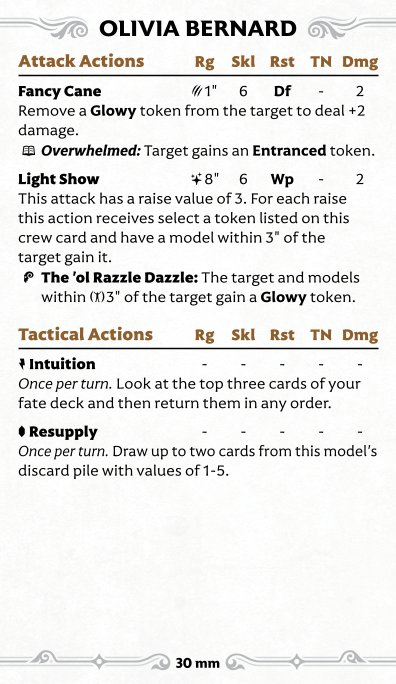 OLIVIA BERNARD
Attack Actions Rg Skl Rst TN Dmg
Fancy Cane 1" 6 Df - 2
Remove a Glowy token from the target to deal +2
damage.
Overwhelmed: Target gains an Entranced token.
Light Show 8" 6 Wp - 2
This attack has a raise value of 3. For each raise
this action receives select a token listed on this
crew card and have a model within 3" of the
target gain it.
The 'ol Razzle Dazzle: The target and models
within 3" of the target gain a Glowy token.
Tactical Actions Rg Skl Rst TN Dmg
Intuition - - - - -
Once per turn. Look at the top three cards of your
fate deck and then return them in any order.
Resupply - - - - -
Once per turn. Draw up to two cards from this model's
discard pile with values of 1-5.
30 mm